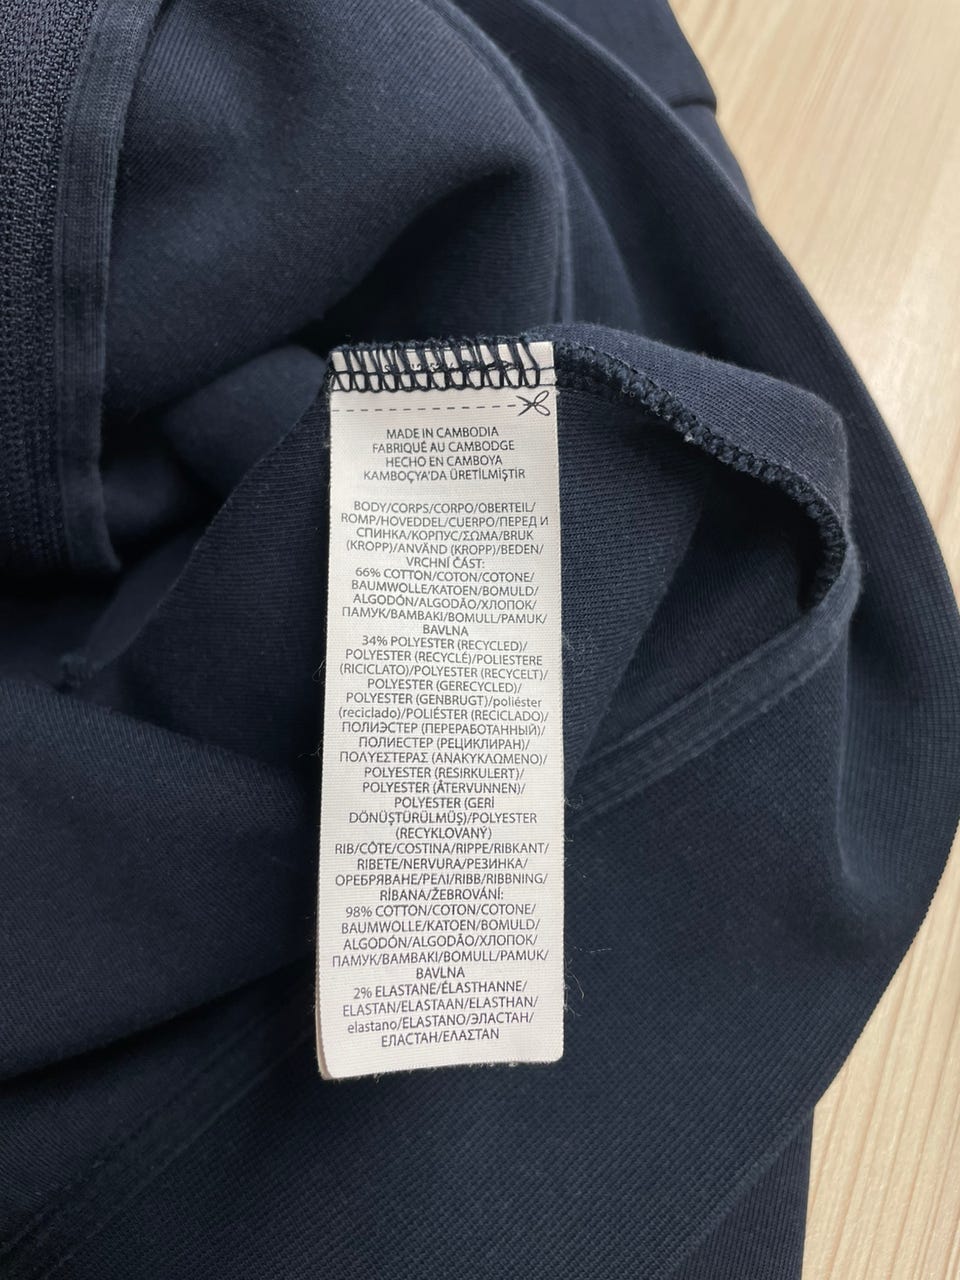 MADE IN CAMBODIA
FABRIQUÉ AU CAMBODGE
HECHO EN CAMBOYA
KAMBOÇYA'DA ÜRETİLMİŞTİR
BODY/CORPS/CORPO/OBERTEIL/
ROMP/HOVEDDEL/CUERPO/ПЕРЕД И
СПИНКА/КОРПУС/ΣΩΜΑ/BRUK
(KROPP)/ANVÄND (KROPP)/BEDEN/
VRCHNÍ ČÁST:
66% COTTON/COTON/COTONE/
BAUMWOLLE/KATOEN/BOMULD/
ALGODÓN/ALGODÃO/ХЛОПОК/
ПАМУК/ΒΑΜΒΑΚΙ/BOMULL/PAMUK/
BAVLNA
34% POLYESTER (RECYCLED)/
POLYESTER (RECYCLÉ)/POLIESTERE
(RICICLATO)/POLYESTER (RECYCELT)/
POLYESTER (GERECYCLED)/
POLYESTER (GENBRUGT)/poliéster
(reciclado)/POLIÉSTER (RECICLADO)/
ПОЛИЭСТЕР (ПЕРЕРАБОТАННЫЙ)/
ПОЛИЕСТЕР (РЕЦИКЛИРАН)/
ΠΟΛΥΕΣΤΕΡΑΣ (ΑΝΑΚΥΚΛΩΜΕΝΟ)/
POLYESTER (RESIRKULERT)/
POLYESTER (ÅTERVUNNEN)/
POLYESTER (GERİ
DÖNÜŞTÜRÜLMÜŞ)/POLYESTER
(RECYKLOVANÝ)
RIB/CÔTE/COSTINA/RIPPE/RIBKANT/
RIBETE/NERVURA/РЕЗИНКА/
ОРЕБРЯВАНЕ/ΡΕΛΙ/RIBB/RIBBNING/
RİBANA/ŽEBROVÁNÍ:
98% COTTON/COTON/COTONE/
BAUMWOLLE/KATOEN/BOMULD/
ALGODÓN/ALGODÃO/ХЛОПОК/
ПАМУК/ΒΑΜΒΑΚΙ/BOMULL/PAMUK/
BAVLNA
2% ELASTANE/ÉLASTHANNE/
ELASTAN/ELASTAAN/ELASTHAN/
elastano/ELASTANO/ЭЛАСТАН/
ЕЛАСТАН/ΕΛΑΣΤΑΝ